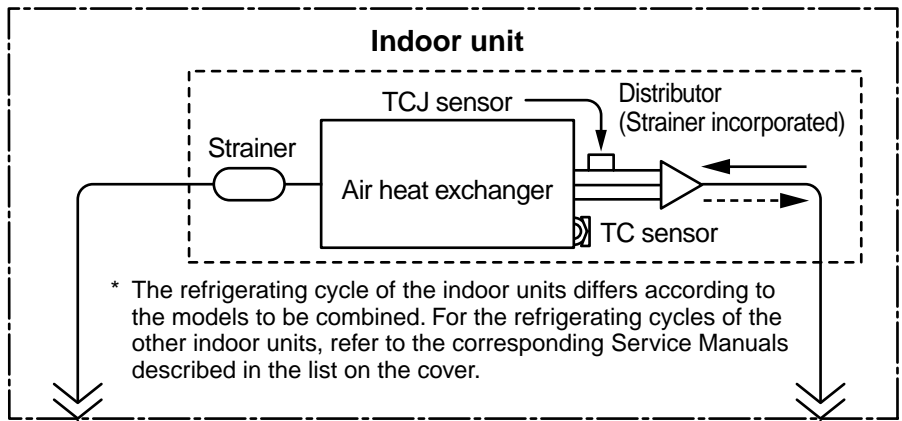 Indoor unit
TCJ sensor
Distributor
(Strainer incorporated)
Strainer
Air heat exchanger
TC sensor
* The refrigerating cycle of the indoor units differs according to
the models to be combined. For the refrigerating cycles of the
other indoor units, refer to the corresponding Service Manuals
described in the list on the cover.